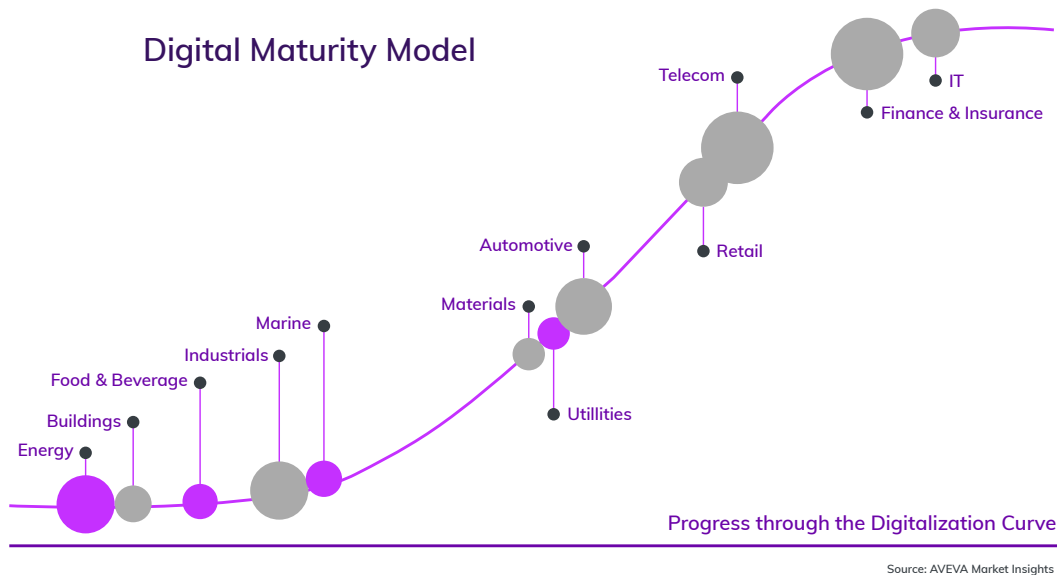 Digital Maturity Model
Telecom
IT
Finance & Insurance
Automotive
Retail
Materials
Marine
Industrials
Food & Beverage
Buildings
Utillities
Energy
Progress through the Digitalization Curve
Source: AVEVA Market Insights